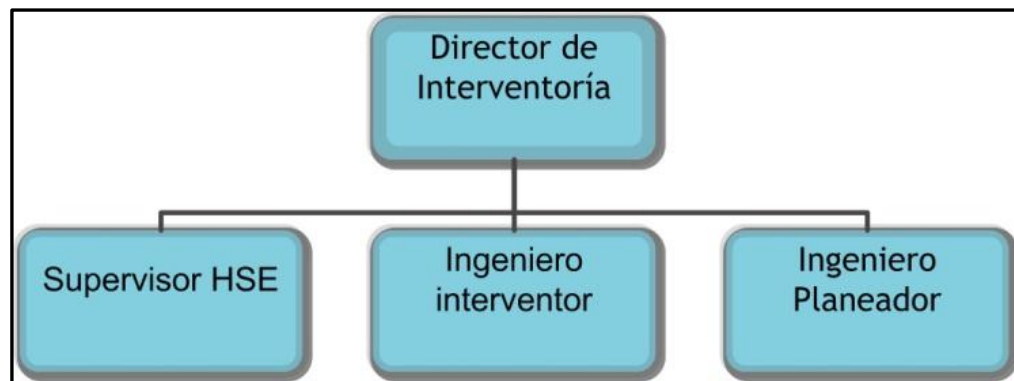 Director de
Interventoría
Supervisor HSE
Ingeniero
interventor
Ingeniero
Planeador